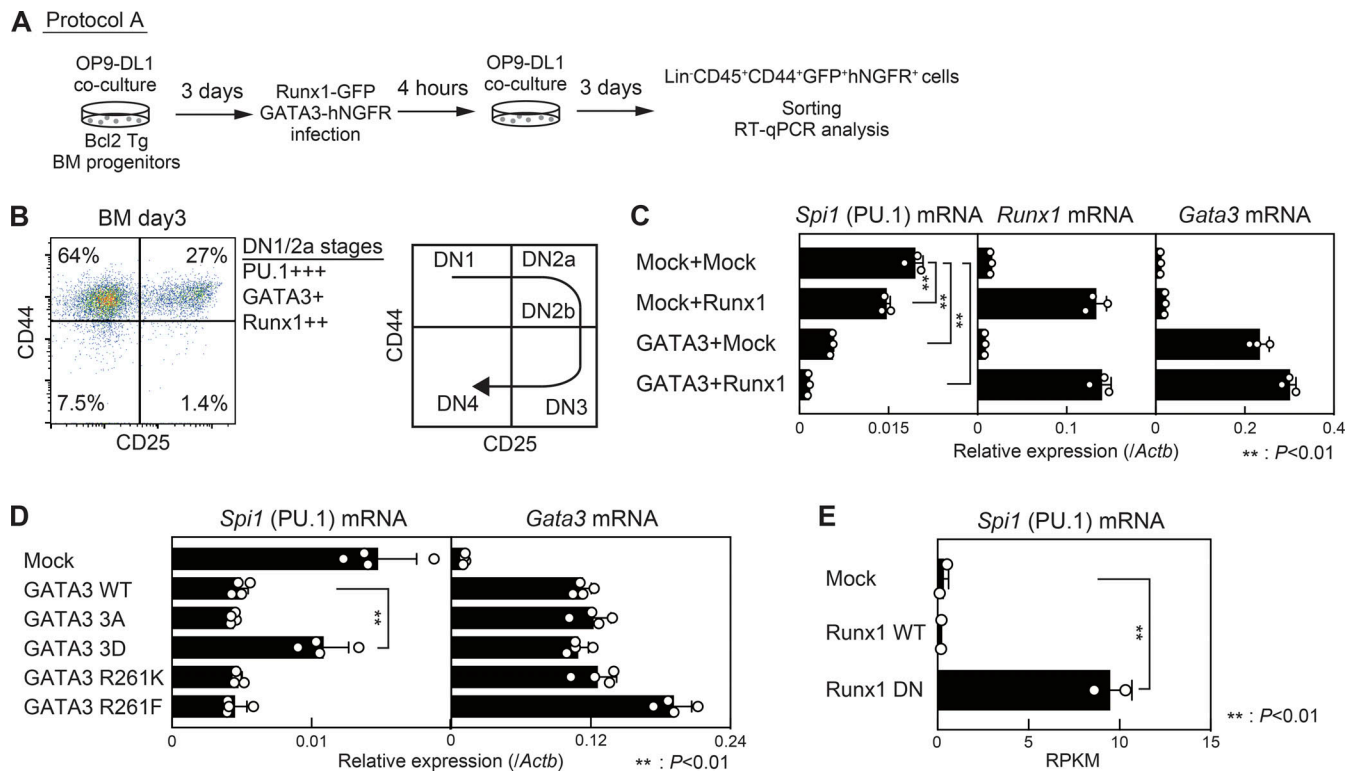 A Protocol A
OP9-DL1
co-culture
Bcl2 Tg
BM progenitors
3 days
Runx1-GFP
GATA3-hNGFR
infection
4 hours
OP9-DL1
co-culture
3 days
Lin-CD45+CD44+GFP+hNGFR+ cells
Sorting
RT-qPCR analysis
B
BM day3
64% 27%
7.5% 1.4%
CD44
CD25
DN1/2a stages
PU.1+++
GATA3+
Runx1++
DN1 DN2a
DN2b
DN4 DN3
CD44
CD25
C
Spi1 (PU.1) mRNA Runx1 mRNA Gata3 mRNA
Mock+Mock
Mock+Runx1
GATA3+Mock
GATA3+Runx1
**
**
**
0 0.015 0 0.1 0 0.2 0.4
Relative expression (/Actb)
** : P<0.01
D
Spi1 (PU.1) mRNA Gata3 mRNA
Mock
GATA3 WT
GATA3 3A
GATA3 3D
GATA3 R261K
GATA3 R261F
**
0 0.01 0 0.12 0.24
Relative expression (/Actb)
** : P<0.01
E
Spi1 (PU.1) mRNA
Mock
Runx1 WT
Runx1 DN
**
** : P<0.01
0 5 10 15
RPKM